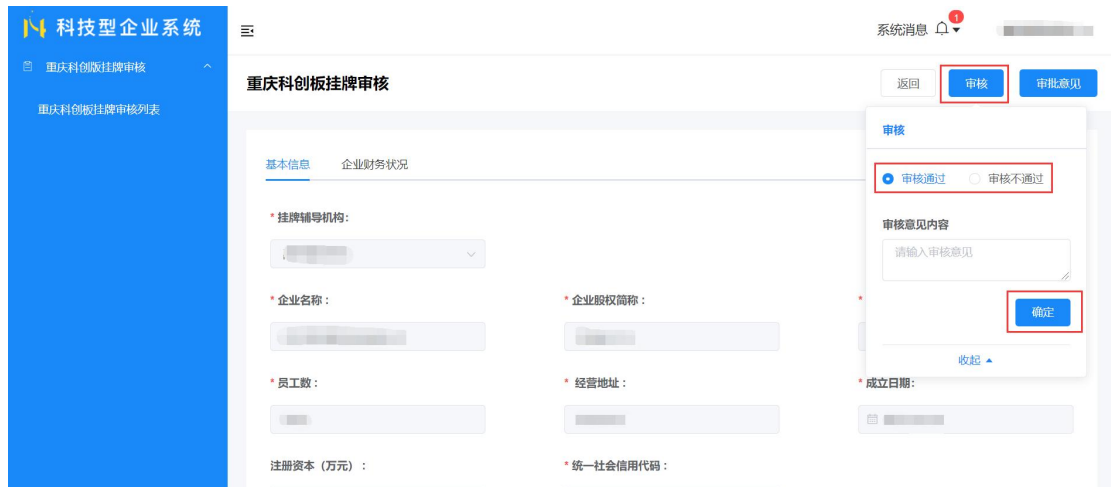 科技型企业系统
系统消息
1
重庆科创版挂牌审核
重庆科创板挂牌审核列表
重庆科创板挂牌审核
返回
审核
审批意见
审核
基本信息
企业财务状况
审核通过
审核不通过
* 挂牌辅导机构:
审核意见内容
请输入审核意见
* 企业名称：
* 企业股权简称：
*
确定
收起
* 员工数：
* 经营地址：
* 成立日期:
注册资本（万元）：
* 统一社会信用代码：